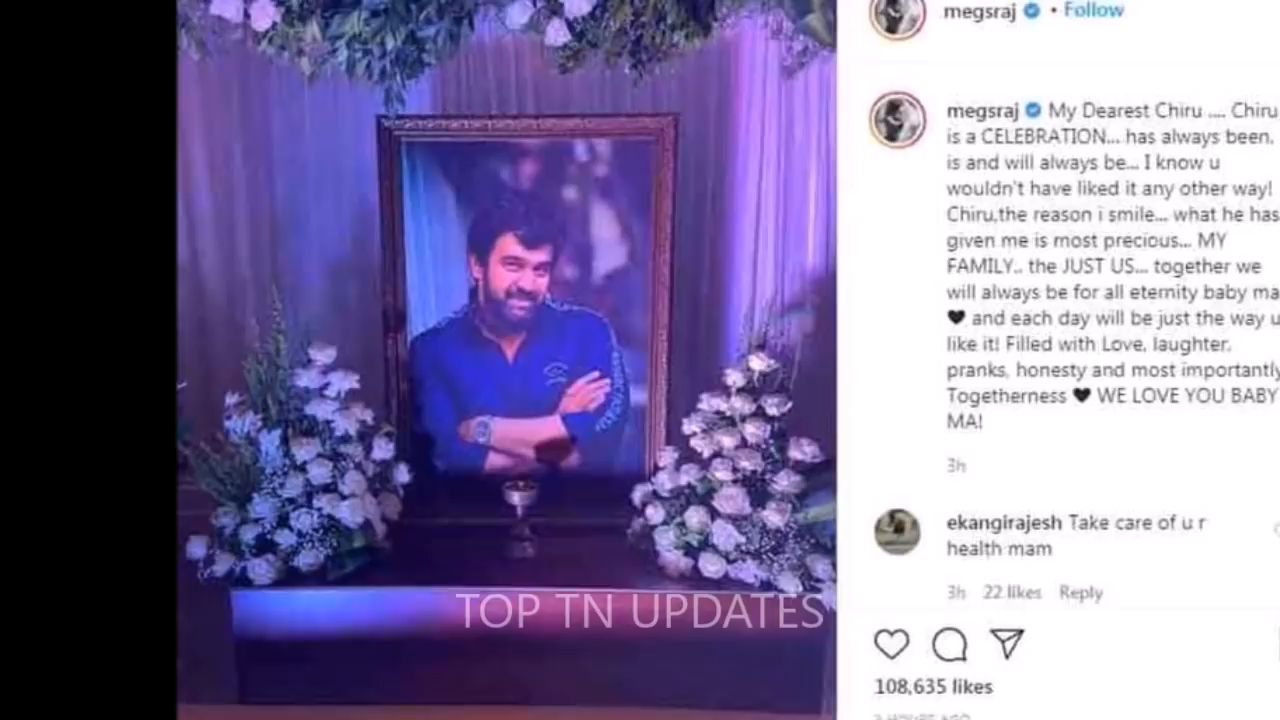 megsraj • Follow
megsraj My Dearest Chiru .... Chiru
is a CELEBRATION... has always been,
is and will always be... I know u
wouldn't have liked it any other way!
Chiru,the reason i smile... what he has
given me is most precious... MY
FAMILY.. the JUST US... together we
will always be for all eternity baby ma
🖤 and each day will be just the way u
like it! Filled with Love, laughter,
pranks, honesty and most importantly
Togetherness 🖤 WE LOVE YOU BABY
MA!
3h
ekangirajesh Take care of u r
health mam
3h 22 likes Reply
TOP TN UPDATES
108,635 likes
3 HOURS AGO